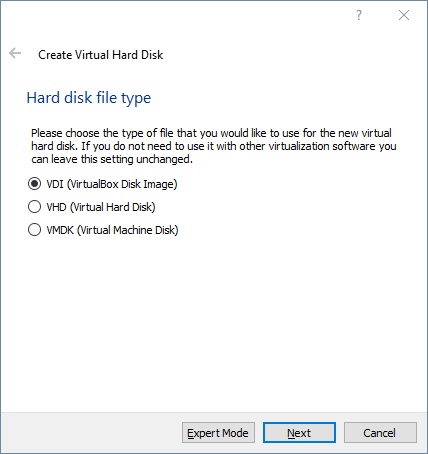 ?
Create Virtual Hard Disk
Hard disk file type
Please choose the type of file that you would like to use for the new virtual
hard disk. If you do not need to use it with other virtualization software you
can leave this setting unchanged.
VDI (VirtualBox Disk Image)
VHD (Virtual Hard Disk)
VMDK (Virtual Machine Disk)
Expert Mode Next Cancel